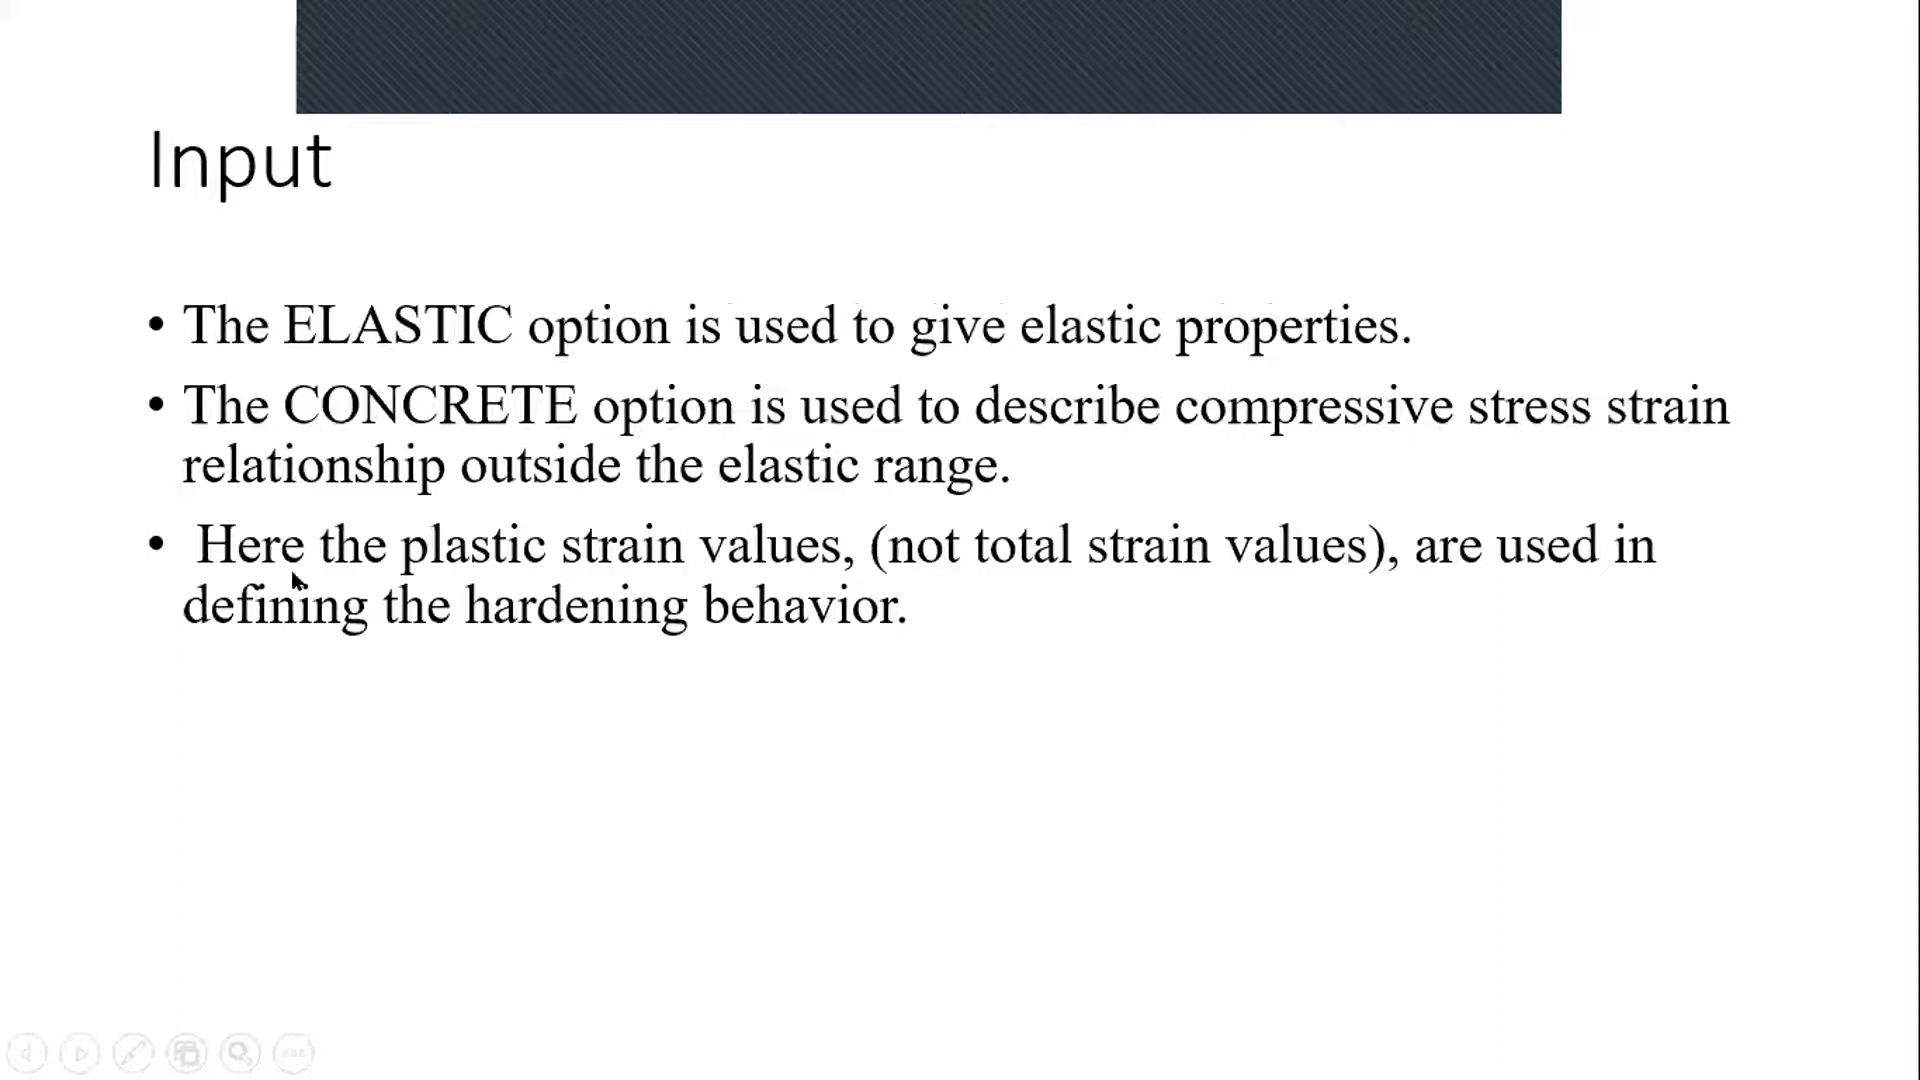 Input
• The ELASTIC option is used to give elastic properties.
• The CONCRETE option is used to describe compressive stress strain
relationship outside the elastic range.
• Here the plastic strain values, (not total strain values), are used in
defining the hardening behavior.